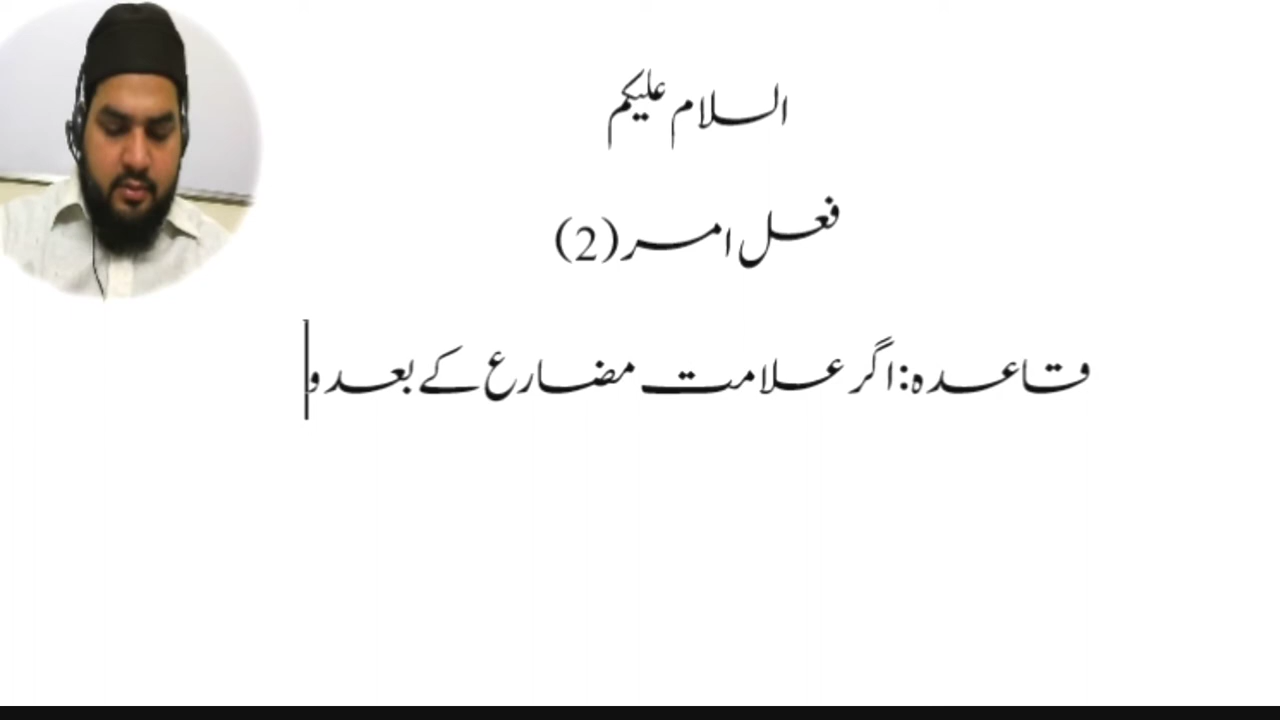 السلام علیکم
فعل امر(2)
قاعدہ:اگر علامت مضارع کے بعد و